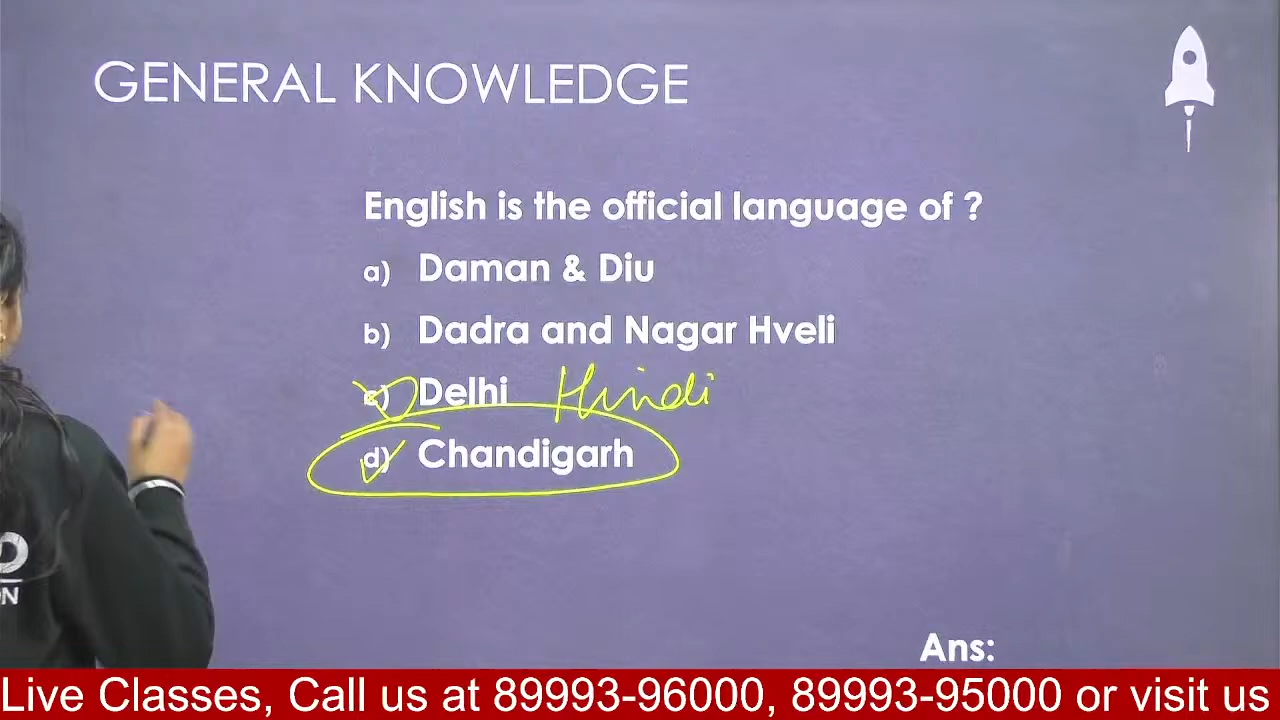 GENERAL KNOWLEDGE
English is the official language of ?
a) Daman & Diu
b) Dadra and Nagar Hveli
c) Delhi Hindi
d) Chandigarh
Ans:
Live Classes, Call us at 89993-96000, 89993-95000 or visit us